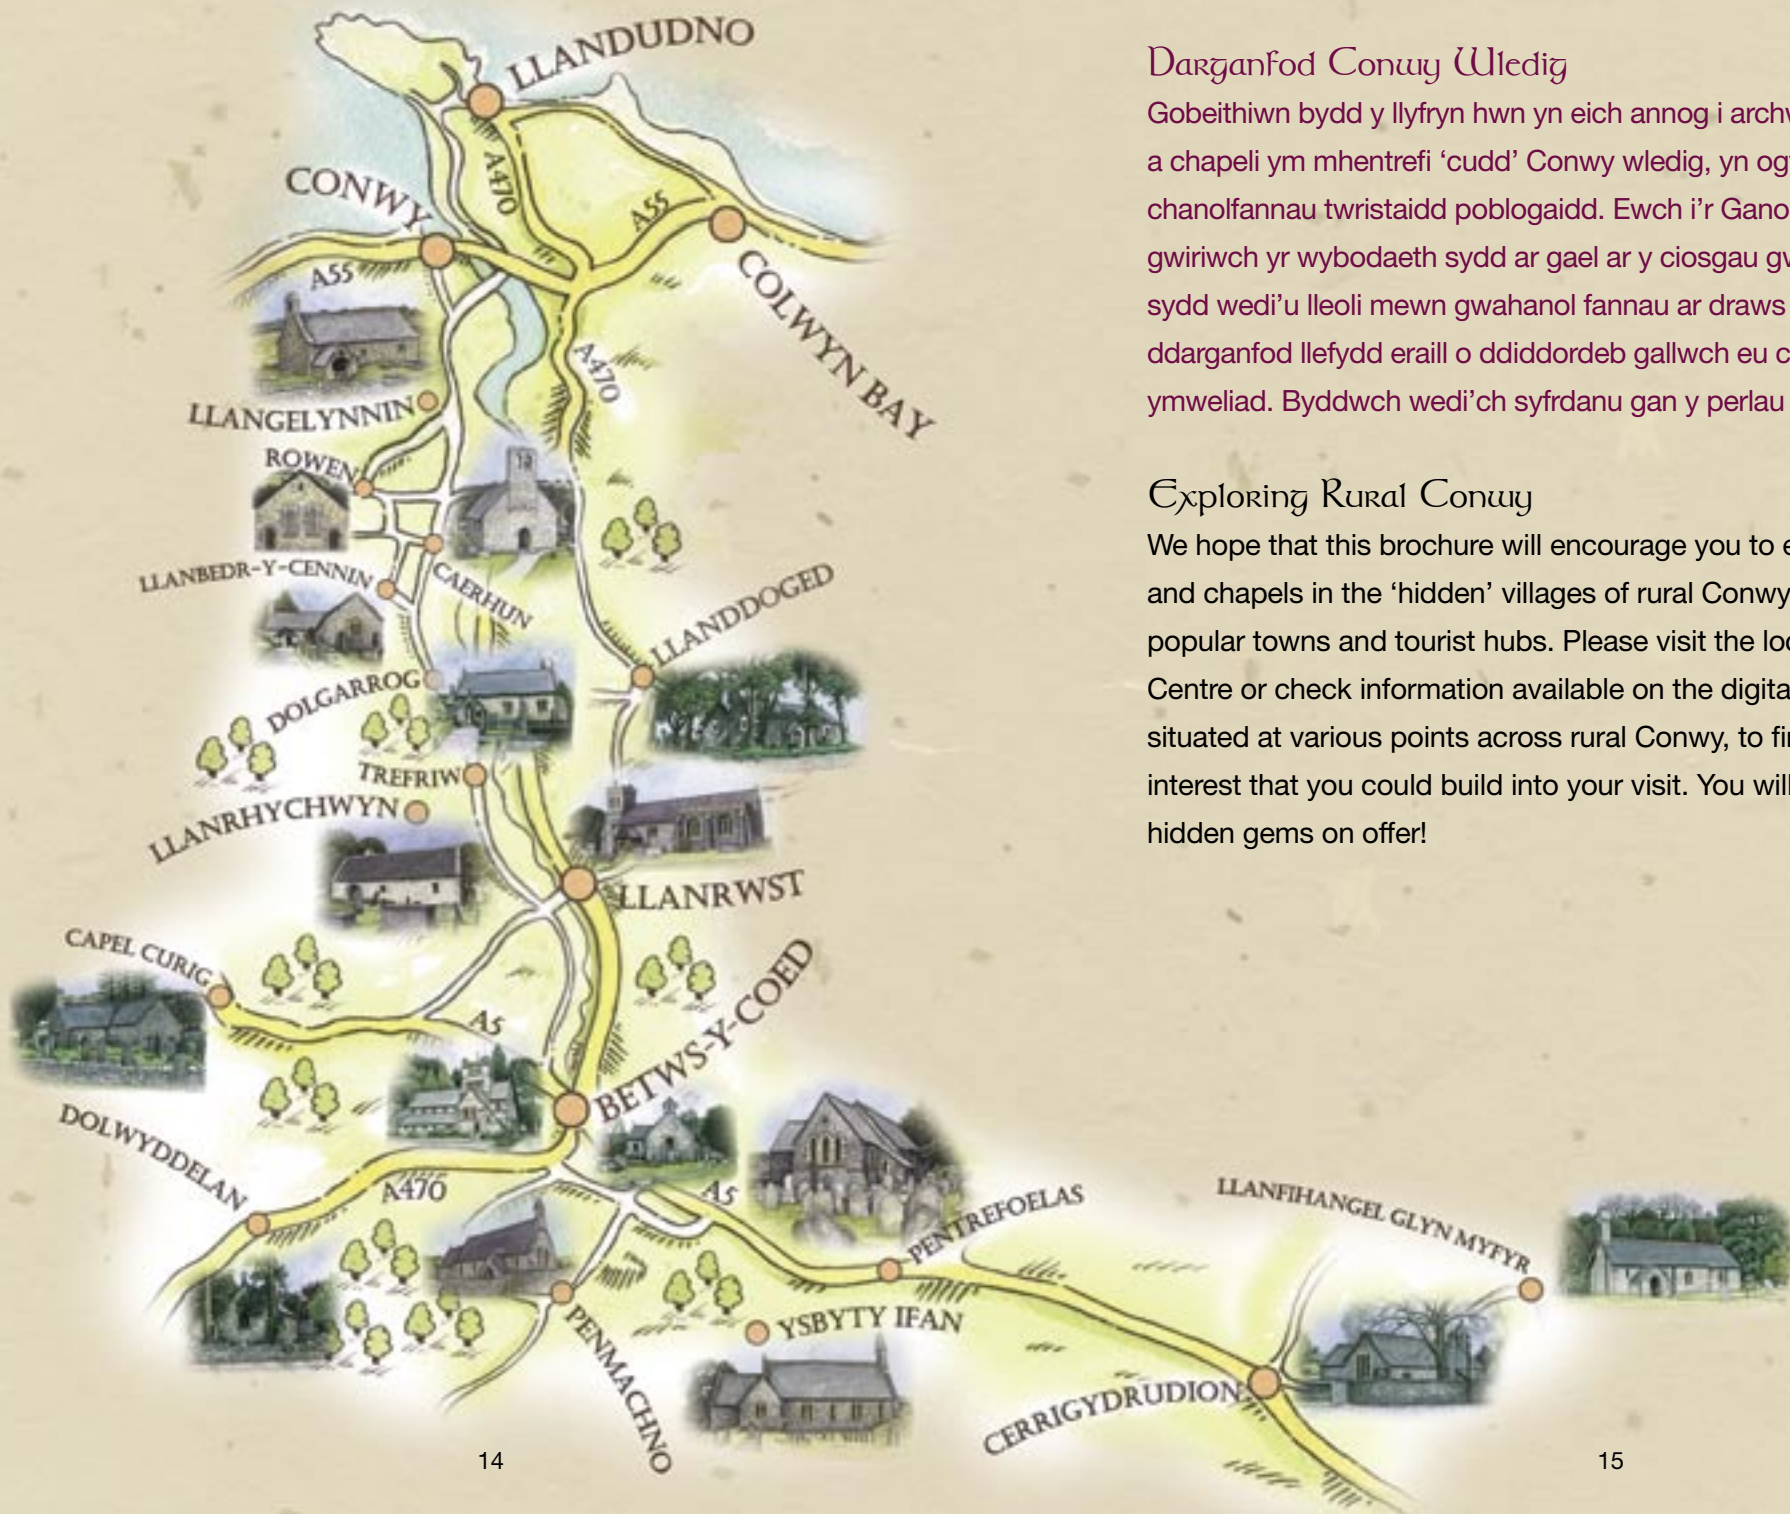 LLANDUDNO
CONWY
A470
A55
A55
COLWYN BAY
A470
LLANGELYNNIN
ROWEN
LLANBEDR-Y-CENNIN
CAERHUN
LLANDDOGED
DOLGARROG
TREFRIW
LLANRHYCHWYN
LLANRWST
CAPEL CURIG
A5
BETWS-Y-COED
DOLWYDDELAN
A470
A5
PENTREFOELAS
LLANFIHANGEL GLYN MYFYR
YSBYTY IFAN
PENMACHNO
CERRIGYDRUDION
14
Darganfod Conwy Wledig
Gobeithiwn bydd y llyfryn hwn yn eich annog i
a chapeli ym mhentrefi ‘cudd’ Conwy wledig, yn
chanolfannau twristaidd poblogaidd. Ewch i’r
gwiriwch yr wybodaeth sydd ar gael ar y ciosgau
sydd wedi’u lleoli mewn gwahanol fannau ar draws
ddarganfod llefydd eraill o ddiddordeb gallwch eu
ymweliad. Byddwch wedi’ch syfrdanu gan y perlau
Exploring Rural Conwy
We hope that this brochure will encourage you to
and chapels in the ‘hidden’ villages of rural Conwy
popular towns and tourist hubs. Please visit the
Centre or check information available on the
situated at various points across rural Conwy, to
interest that you could build into your visit. You will
hidden gems on offer!
15